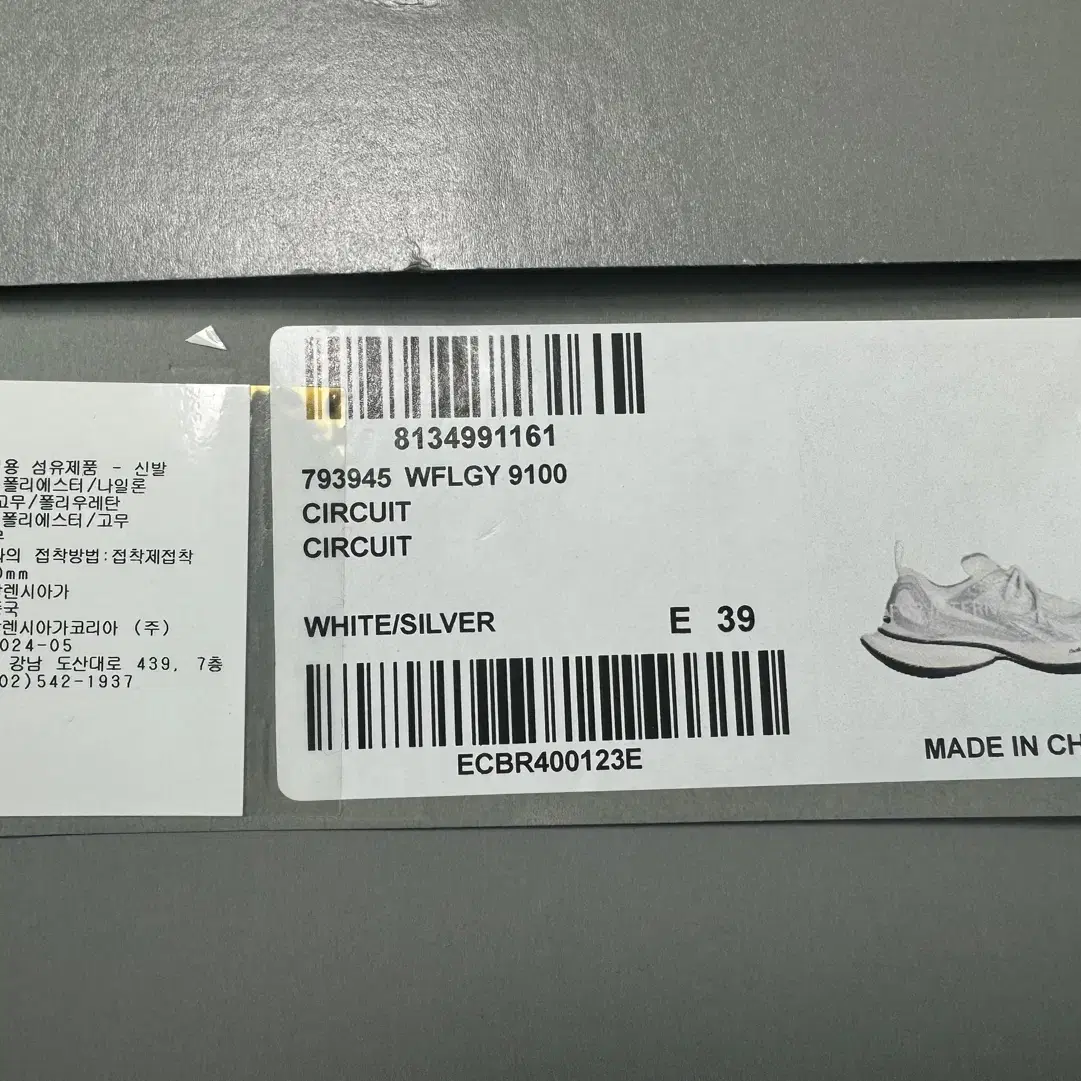 용 섬유제품 - 신발
폴리에스터/나일론
고무/폴리우레탄
폴리에스터/고무
의 접착방법:접착제접착
0mm
렌시아가
국
렌시아가코리아 (주)
024-05
강남 도산대로 439, 7층
02)542-1937
8134991161
793945 WFLGY 9100
CIRCUIT
CIRCUIT
WHITE/SILVER E 39
ECBR400123E
MADE IN CH